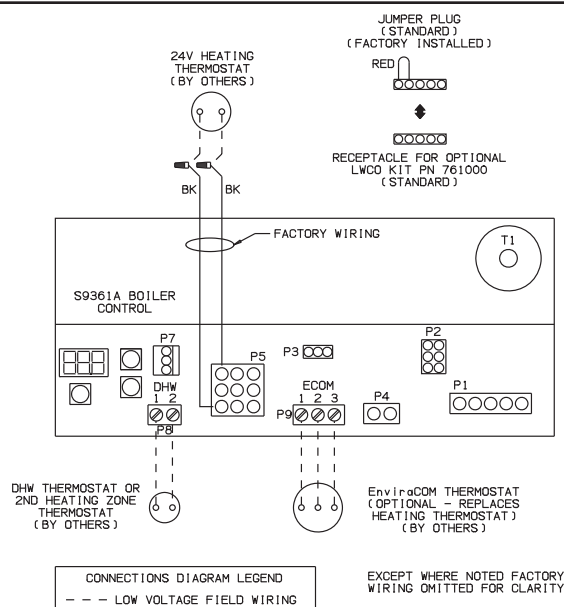 JUMPER PLUG
(STANDARD)
(FACTORY INSTALLED)
RED
24V HEATING
THERMOSTAT
(BY OTHERS)
RECEPTACLE FOR OPTIONAL
LWCO KIT PN 761000
(STANDARD)
BK
BK
FACTORY WIRING
T1
S9361A BOILER
CONTROL
P7
P5
P3
P2
P1
DHW
1 2
P8
ECOM
1 2 3
P9
P4
DHW THERMOSTAT OR
2ND HEATING ZONE
THERMOSTAT
(BY OTHERS)
EnviraCOM THERMOSTAT
(OPTIONAL - REPLACES
HEATING THERMOSTAT)
(BY OTHERS)
CONNECTIONS DIAGRAM LEGEND
LOW VOLTAGE FIELD WIRING
EXCEPT WHERE NOTED FACTORY
WIRING OMITTED FOR CLARITY